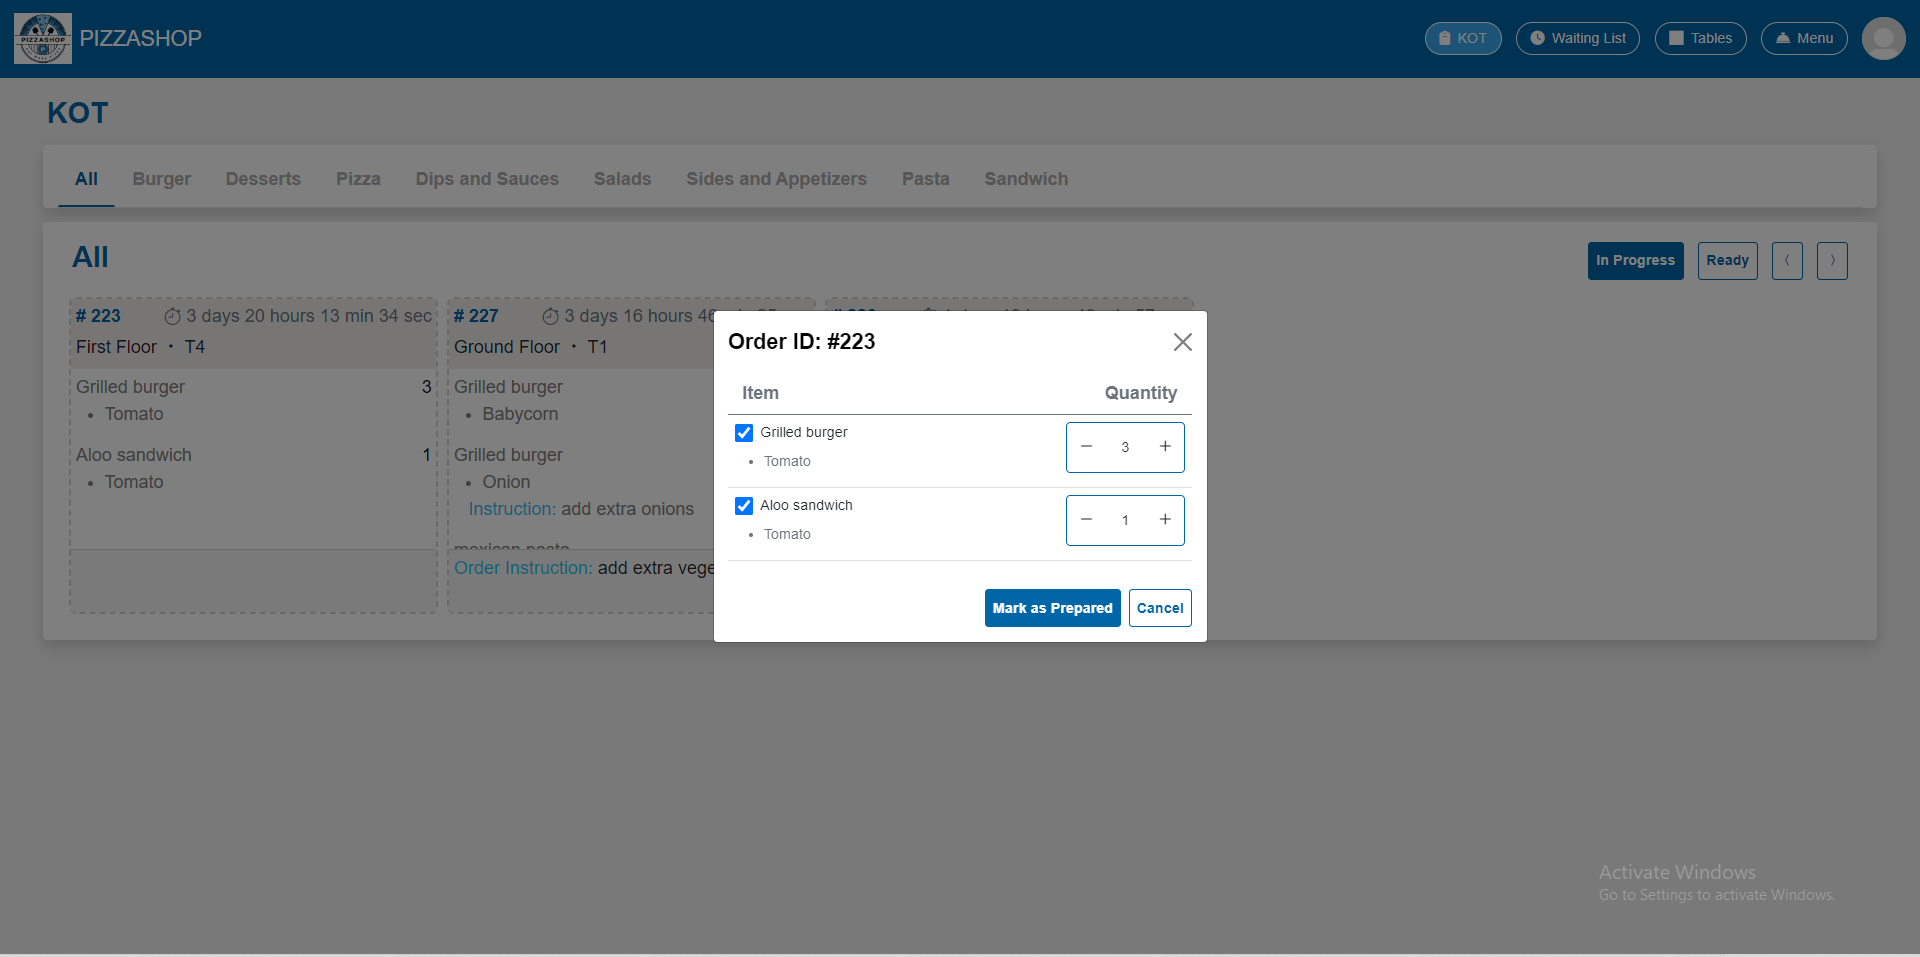 PIZZASHOP
PIZZASHOP
KOT
Waiting List
Tables
Menu
KOT
All
Burger
Desserts
Pizza
Dips and Sauces
Salads
Sides and Appetizers
Pasta
Sandwich
All
In Progress
Ready
# 223
3 days 20 hours 13 min 34 sec
First Floor • T4
Grilled burger 3
• Tomato
Aloo sandwich 1
• Tomato
# 227
3 days 16 hours
Ground Floor • T1
Grilled burger
• Babycorn
Grilled burger
• Onion
Instruction: add extra onions
mexican pasta
Order Instruction: add extra vege
Order ID: #223
Item Quantity
Grilled burger
− 3 +
• Tomato
Aloo sandwich
− 1 +
• Tomato
Mark as Prepared
Cancel
Activate Windows
Go to Settings to activate Windows.